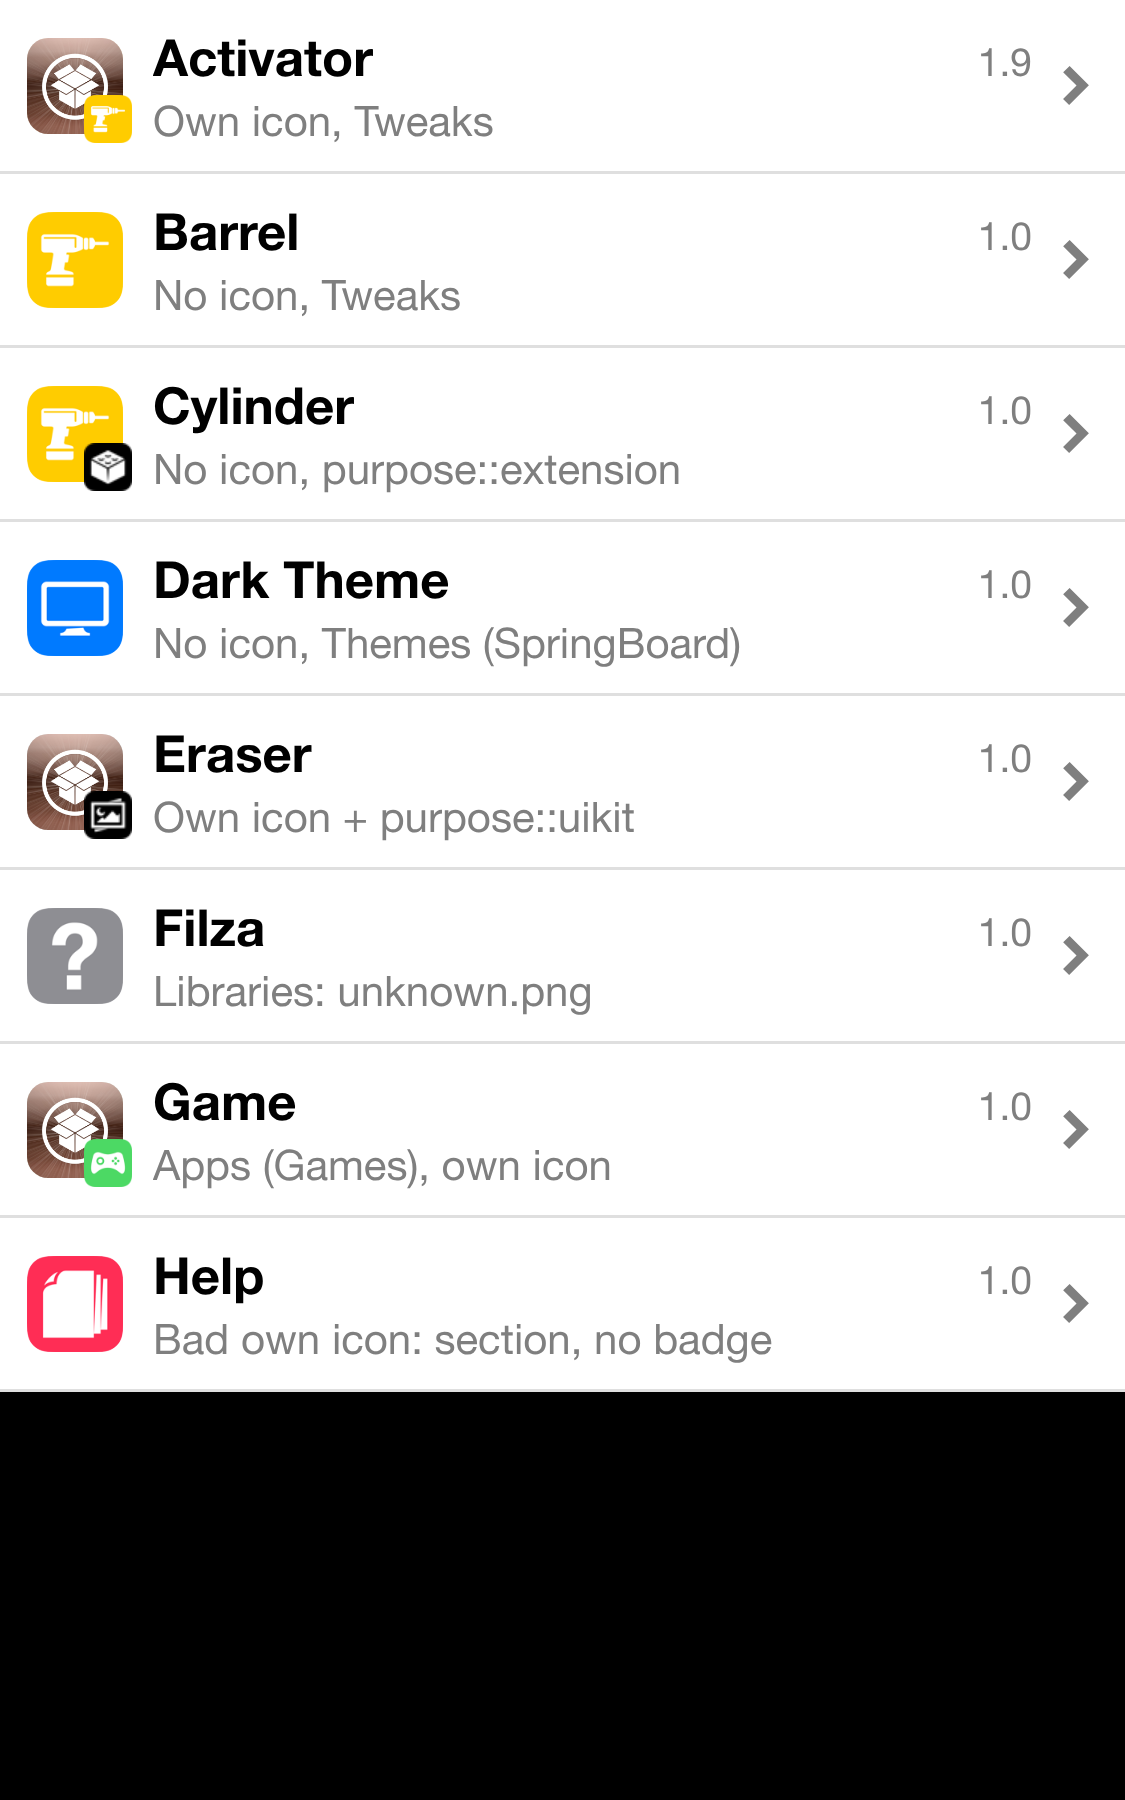 Activator
1.9
Own icon, Tweaks
Barrel
1.0
No icon, Tweaks
Cylinder
1.0
No icon, purpose::extension
Dark Theme
1.0
No icon, Themes (SpringBoard)
Eraser
1.0
Own icon + purpose::uikit
Filza
1.0
Libraries: unknown.png
Game
1.0
Apps (Games), own icon
Help
1.0
Bad own icon: section, no badge